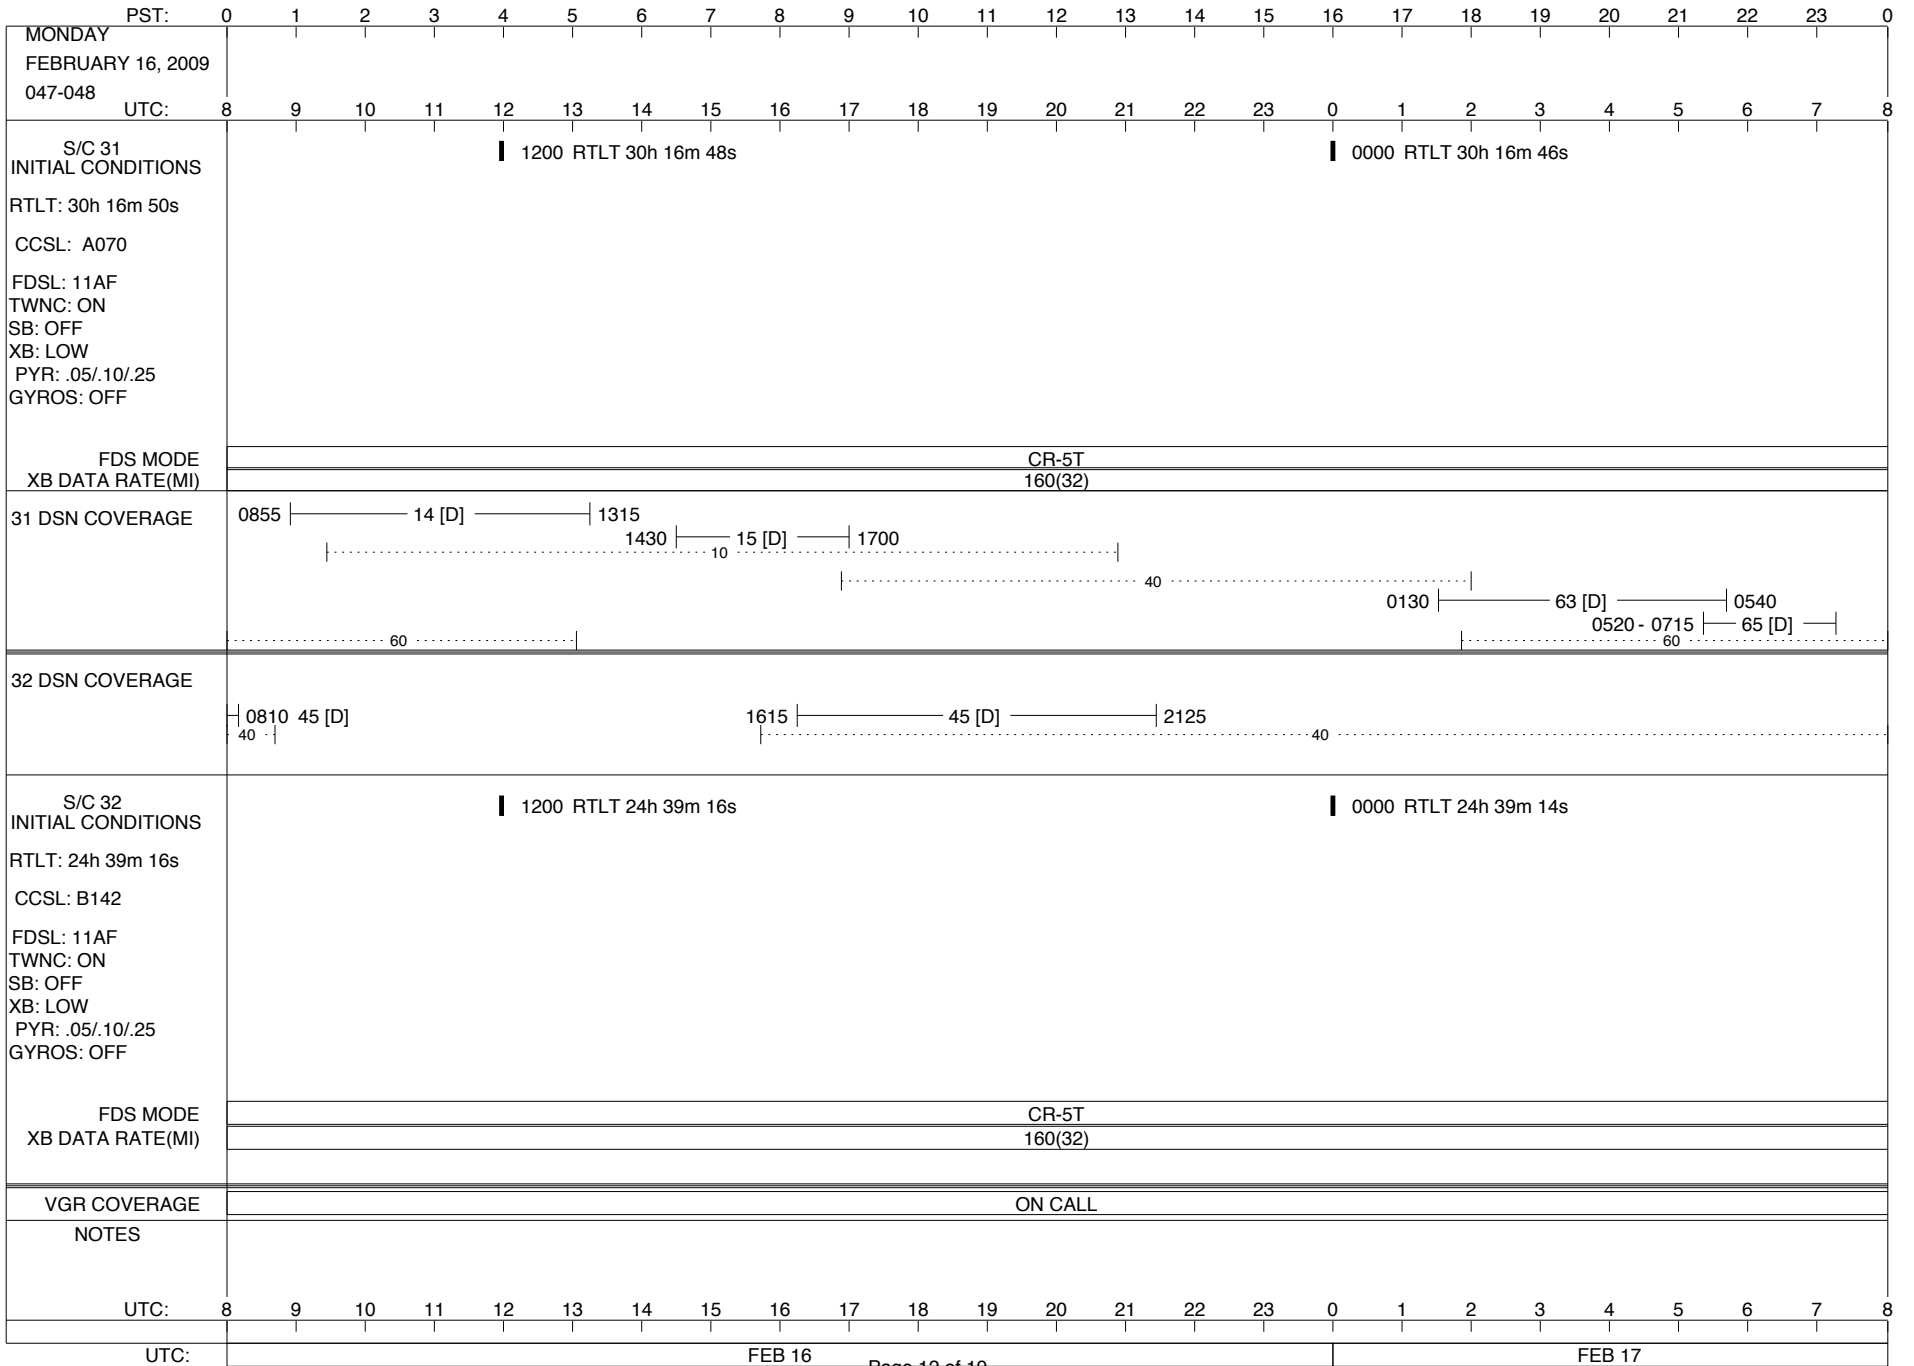 PST: 0 1 2 3 4 5 6 7 8 9 10 11 12 13 14 15 16 17 18 19 20 21 22 23 0
MONDAY
FEBRUARY 16, 2009
047-048
UTC: 8 9 10 11 12 13 14 15 16 17 18 19 20 21 22 23 0 1 2 3 4 5 6 7 8
S/C 31
INITIAL CONDITIONS
1200 RTLT 30h 16m 48s
0000 RTLT 30h 16m 46s
RTLT: 30h 16m 50s
CCSL: A070
FDSL: 11AF
TWNC: ON
SB: OFF
XB: LOW
PYR: .05/.10/.25
GYROS: OFF
FDS MODE CR-5T
XB DATA RATE(MI) 160(32)
31 DSN COVERAGE
0855 14 [D] 1315
1430 15 [D] 1700
10
40
0130 63 [D] 0540
0520 - 0715 65 [D]
60 60
32 DSN COVERAGE
0810 45 [D] 1615 45 [D] 2125
40 40
S/C 32
INITIAL CONDITIONS
1200 RTLT 24h 39m 16s
0000 RTLT 24h 39m 14s
RTLT: 24h 39m 16s
CCSL: B142
FDSL: 11AF
TWNC: ON
SB: OFF
XB: LOW
PYR: .05/.10/.25
GYROS: OFF
FDS MODE CR-5T
XB DATA RATE(MI) 160(32)
VGR COVERAGE ON CALL
NOTES
UTC: 8 9 10 11 12 13 14 15 16 17 18 19 20 21 22 23 0 1 2 3 4 5 6 7 8
UTC: FEB 16 FEB 17